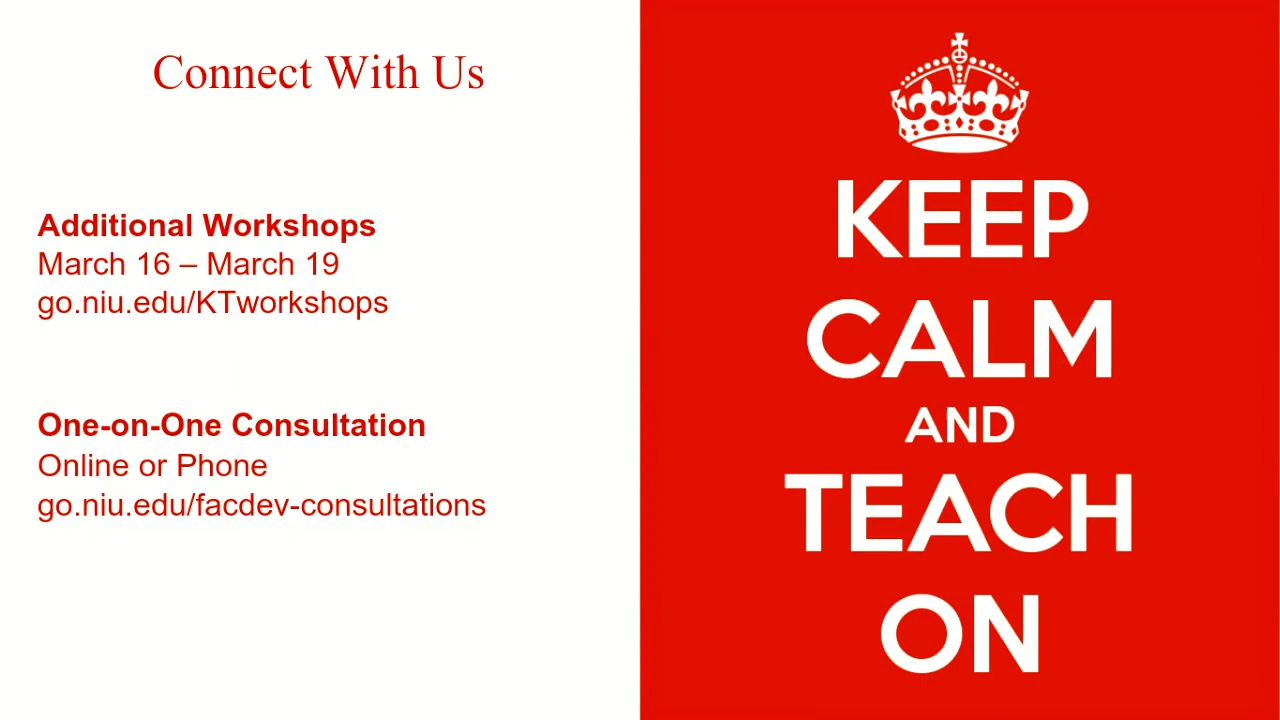 Connect With Us
Additional Workshops
March 16 – March 19
go.niu.edu/KTworkshops
One-on-One Consultation
Online or Phone
go.niu.edu/facdev-consultations
KEEP
CALM
AND
TEACH
ON